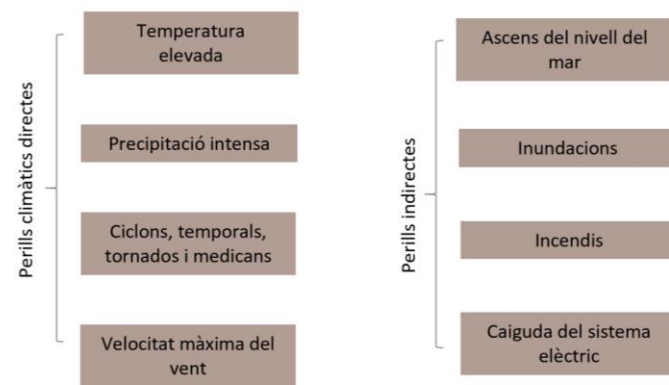 Perills climàtics directes
Temperatura
elevada
Precipitació intensa
Ciclons, temporals,
tornados i medicans
Velocitat màxima del
vent
Perills indirectes
Ascens del nivell del
mar
Inundacions
Incendis
Caiguda del sistema
elèctric